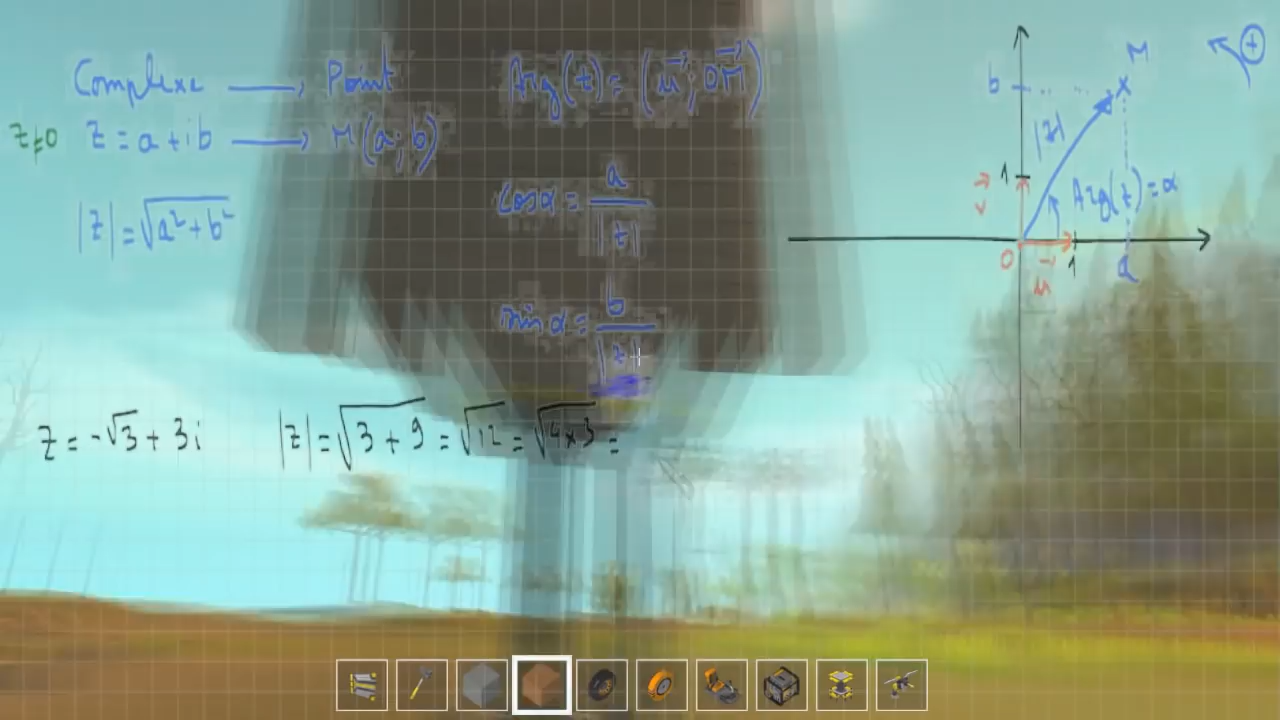 Complexe → Point
z≠0 z = a + ib → M(a; b)
|z| = √(a² + b²)
Arg(z) = (u⃗; OM⃗)
cos α = a/|z|
sin α = b/|z|
M
+
b
|z|
1
v⃗
Arg(z) = α
O
u⃗
1
a
z = -√3 + 3i |z| = √(3 + 9) = √12 = √(4×3) =